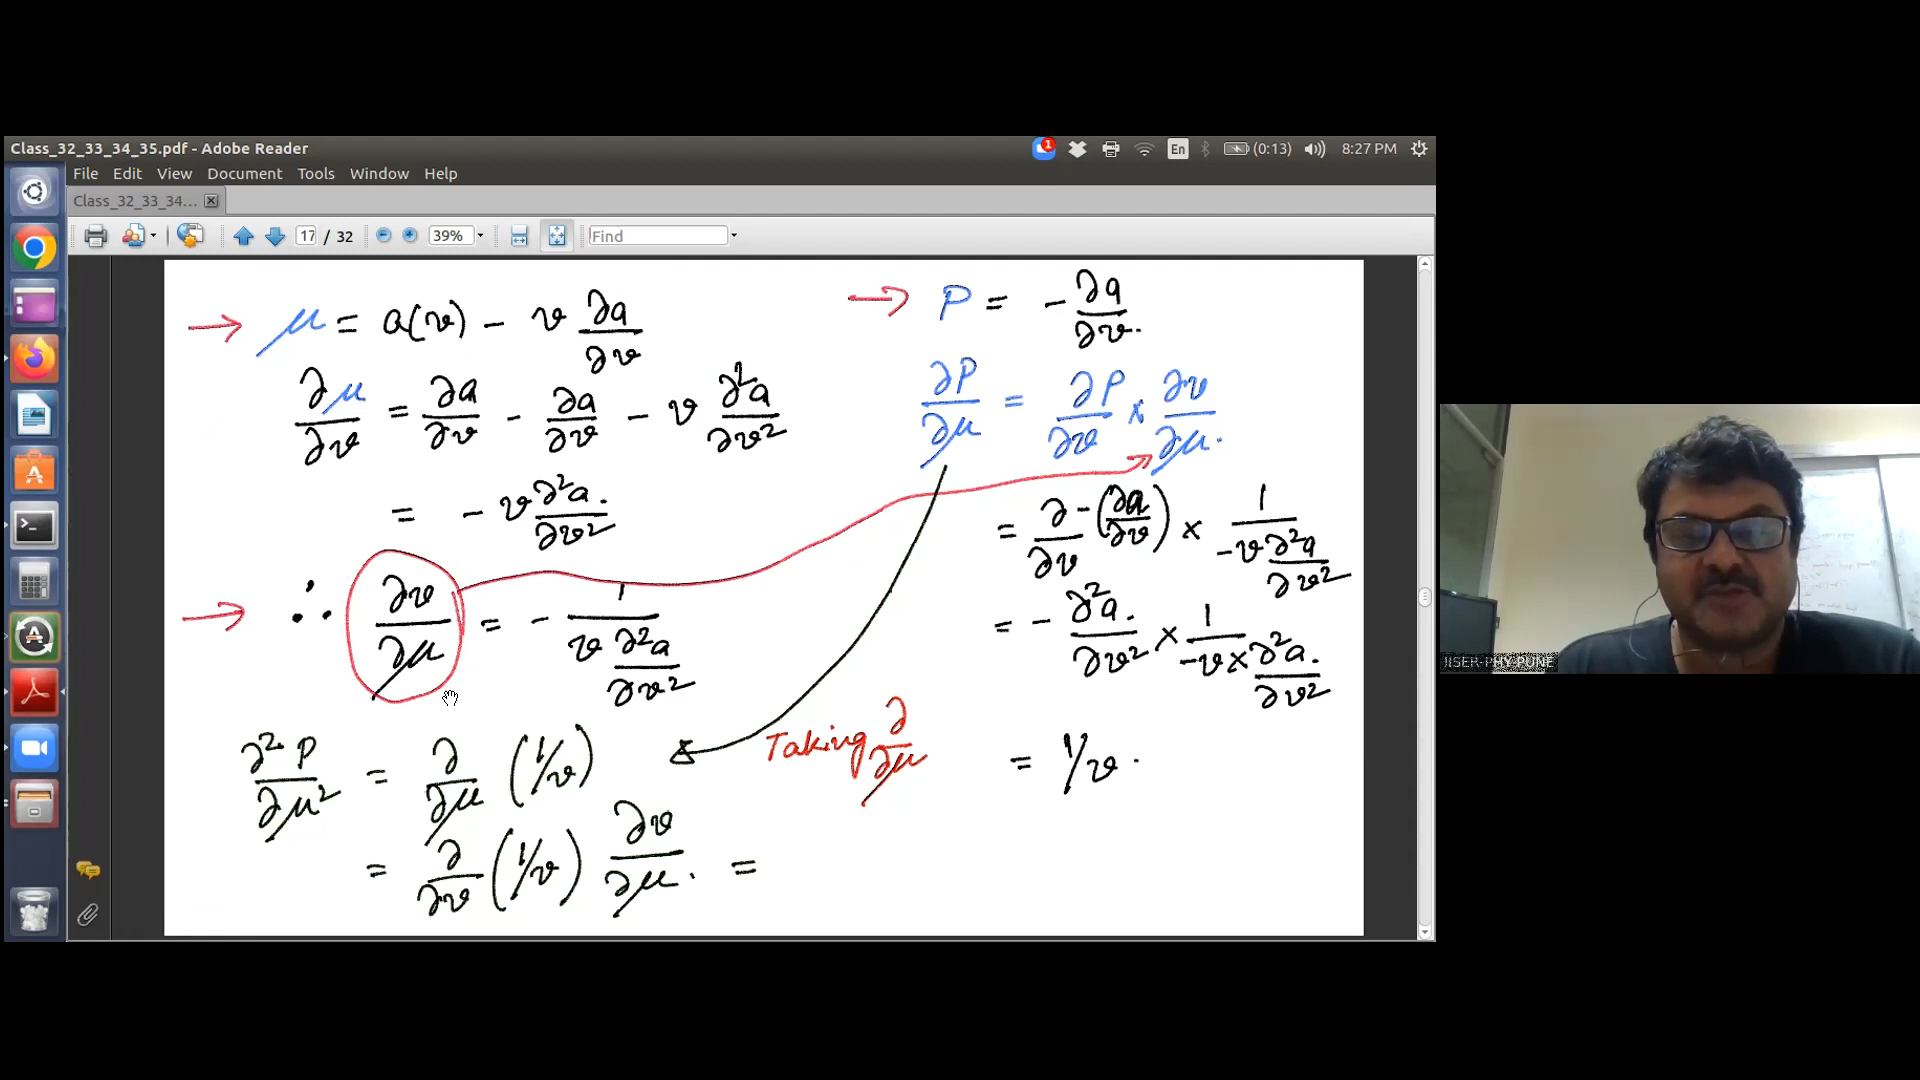 Class_32_33_34_35.pdf - Adobe Reader
1
En
(0:13)
8:27 PM
File Edit View Document Tools Window Help
Class_32_33_34...
17 / 32
39%
Find
→ μ = a(v) - v ∂a/∂v
∂μ/∂v = ∂a/∂v - ∂a/∂v - v ∂²a/∂v²
= - v ∂²a/∂v².
→ ∴ ∂v/∂μ = - 1/(v ∂²a/∂v²)
∂²P/∂μ² = ∂/∂μ (1/v)
= ∂/∂v (1/v) ∂v/∂μ. =
→ P = - ∂a/∂v.
∂P/∂μ = ∂P/∂v × ∂v/∂μ.
= ∂/∂v -(∂a/∂v) × 1/(-v ∂²a/∂v²)
= - ∂²a/∂v² × 1/(-v × ∂²a/∂v²)
Taking ∂/∂μ
= 1/v.
IISER-PHY-PUNE